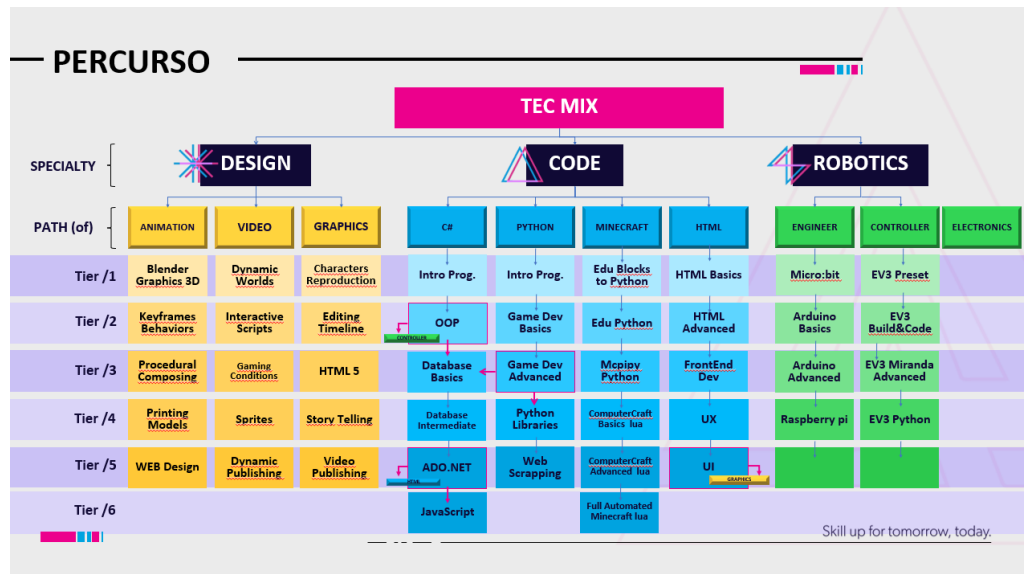 PERCURSO
TEC MIX
SPECIALTY
DESIGN
CODE
ROBOTICS
PATH (of)
ANIMATION
VIDEO
GRAPHICS
C#
PYTHON
MINECRAFT
HTML
ENGINEER
CONTROLLER
ELECTRONICS
Tier /1
Blender
Graphics 3D
Dynamic
Worlds
Characters
Reproduction
Intro Prog.
Intro Prog.
Edu Blocks
to Python
HTML Basics
Micro:bit
EV3 Preset
Tier /2
Keyframes
Behaviors
Interactive
Scripts
Editing
Timeline
OOP
CONTROLLER
Game Dev
Basics
Edu Python
HTML
Advanced
Arduino
Basics
EV3
Build&Code
Tier /3
Procedural
Composing
Gaming
Conditions
HTML 5
Database
Basics
Game Dev
Advanced
Mcpipy
Python
FrontEnd
Dev
Arduino
Advanced
EV3 Miranda
Advanced
Tier /4
Printing
Models
Sprites
Story Telling
Database
Intermediate
Python
Libraries
ComputerCraft
Basics lua
UX
Raspberry pi
EV3 Python
Tier /5
WEB Design
Dynamic
Publishing
Video
Publishing
ADO.NET
Web
Scrapping
ComputerCraft
Advanced lua
UI
GRAPHICS
Tier /6
JavaScript
Full Automated
Minecraft lua
Skill up for tomorrow, today.